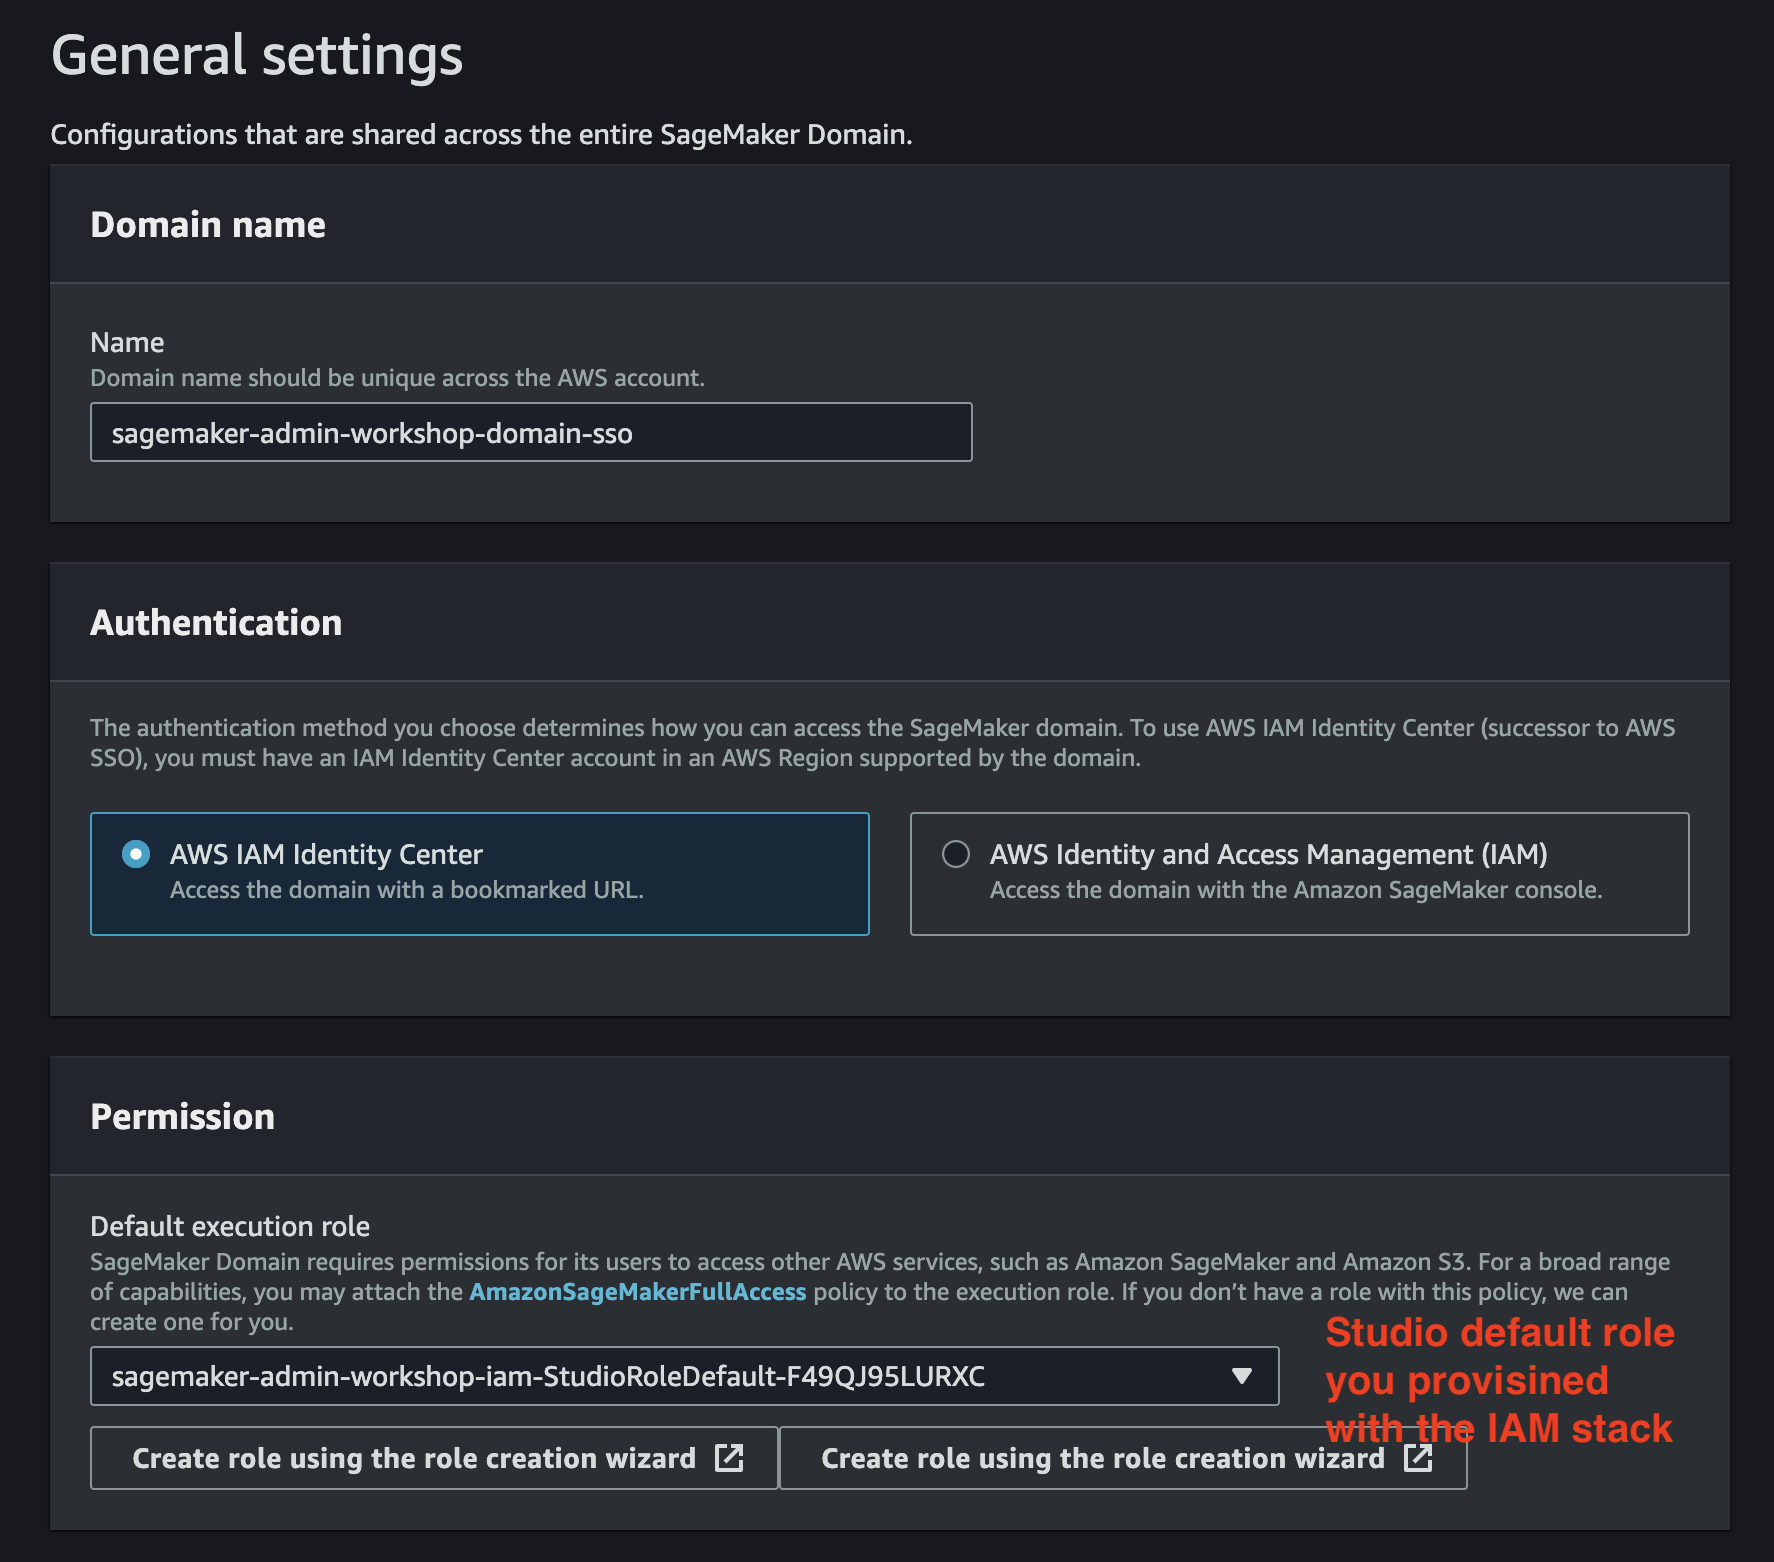 General settings
Configurations that are shared across the entire SageMaker Domain.
Domain name
Name
Domain name should be unique across the AWS account.
sagemaker-admin-workshop-domain-sso
Authentication
The authentication method you choose determines how you can access the SageMaker domain. To use AWS IAM Identity Center (successor to AWS
SSO), you must have an IAM Identity Center account in an AWS Region supported by the domain.
AWS IAM Identity Center
Access the domain with a bookmarked URL.
AWS Identity and Access Management (IAM)
Access the domain with the Amazon SageMaker console.
Permission
Default execution role
SageMaker Domain requires permissions for its users to access other AWS services, such as Amazon SageMaker and Amazon S3. For a broad range
of capabilities, you may attach the AmazonSageMakerFullAccess policy to the execution role. If you don’t have a role with this policy, we can
create one for you.
sagemaker-admin-workshop-iam-StudioRoleDefault-F49QJ95LURXC
Studio default role
you provisined
with the IAM stack
Create role using the role creation wizard
Create role using the role creation wizard